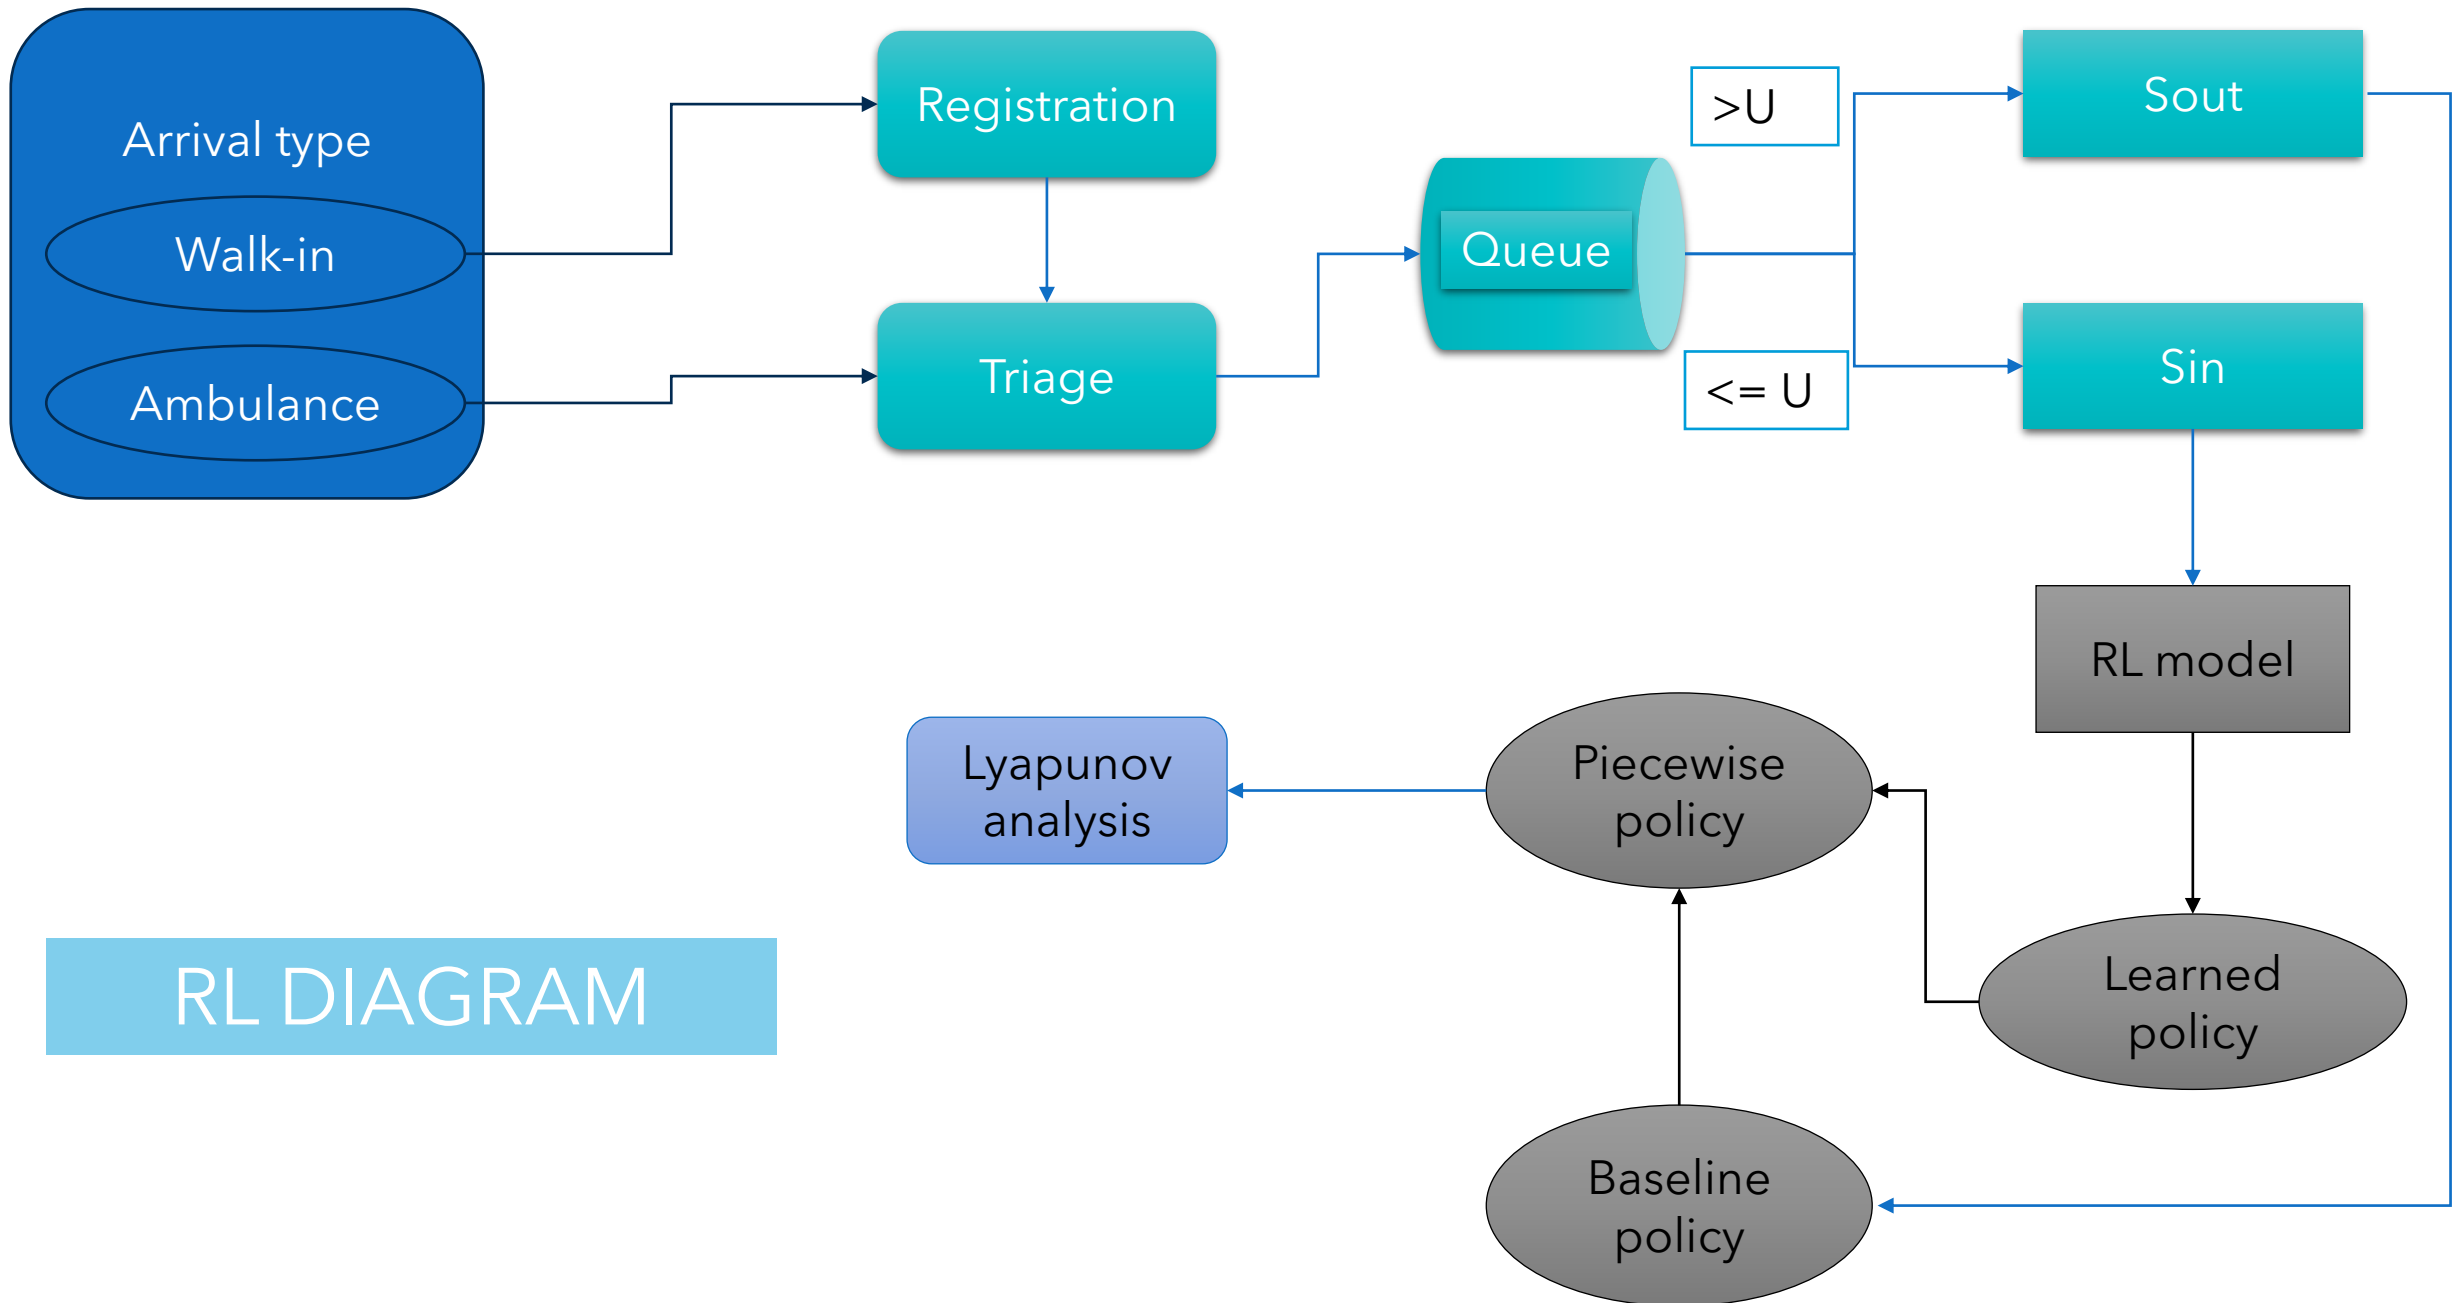 Arrival type
Walk-in
Ambulance
Registration
Triage
Queue
>U
<= U
Sout
Sin
RL model
Lyapunov
analysis
Piecewise
policy
Learned
policy
Baseline
policy
RL DIAGRAM